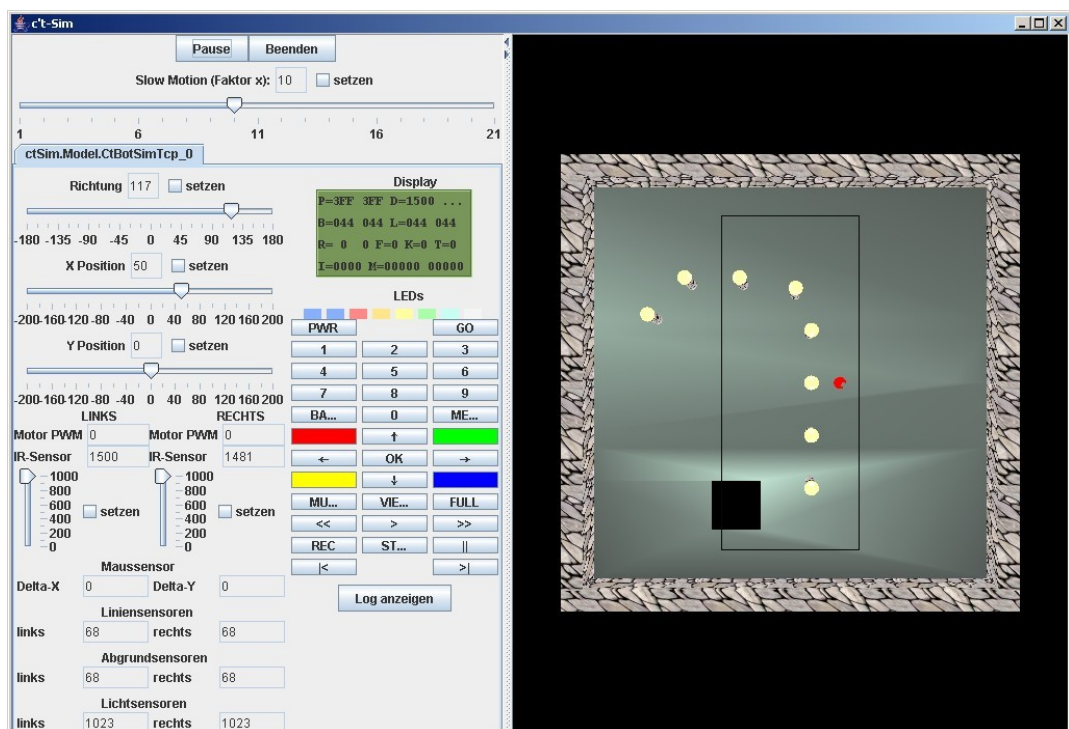 c't-Sim
Pause Beenden
Slow Motion (Faktor x): 10 setzen
1 6 11 16 21
ctSim.Model.CtBotSimTcp_0
Richtung 117 setzen
-180 -135 -90 -45 0 45 90 135 180
X Position 50 setzen
-200-160-120 -80 -40 0 40 80 120 160 200
Y Position 0 setzen
-200-160-120 -80 -40 0 40 80 120 160 200
LINKS RECHTS
Motor PWM 0 Motor PWM 0
IR-Sensor 1500 IR-Sensor 1481
1000 1000
800 800
600 600
setzen setzen
400 400
200 200
0 0
Maussensor
Delta-X 0 Delta-Y 0
Liniensensoren
links 68 rechts 68
Abgrundsensoren
links 68 rechts 68
Lichtsensoren
links 1023 rechts 1023
Display
P=3FF 3FF D=1500 ...
B=044 044 L=044 044
R= 0 0 F=0 K=0 T=0
I=0000 M=00000 00000
LEDs
PWR GO
1 2 3
4 5 6
7 8 9
BA... 0 ME...
↑
← OK →
↓
MU... VIE... FULL
<< > >>
REC ST... ||
|< >|
Log anzeigen